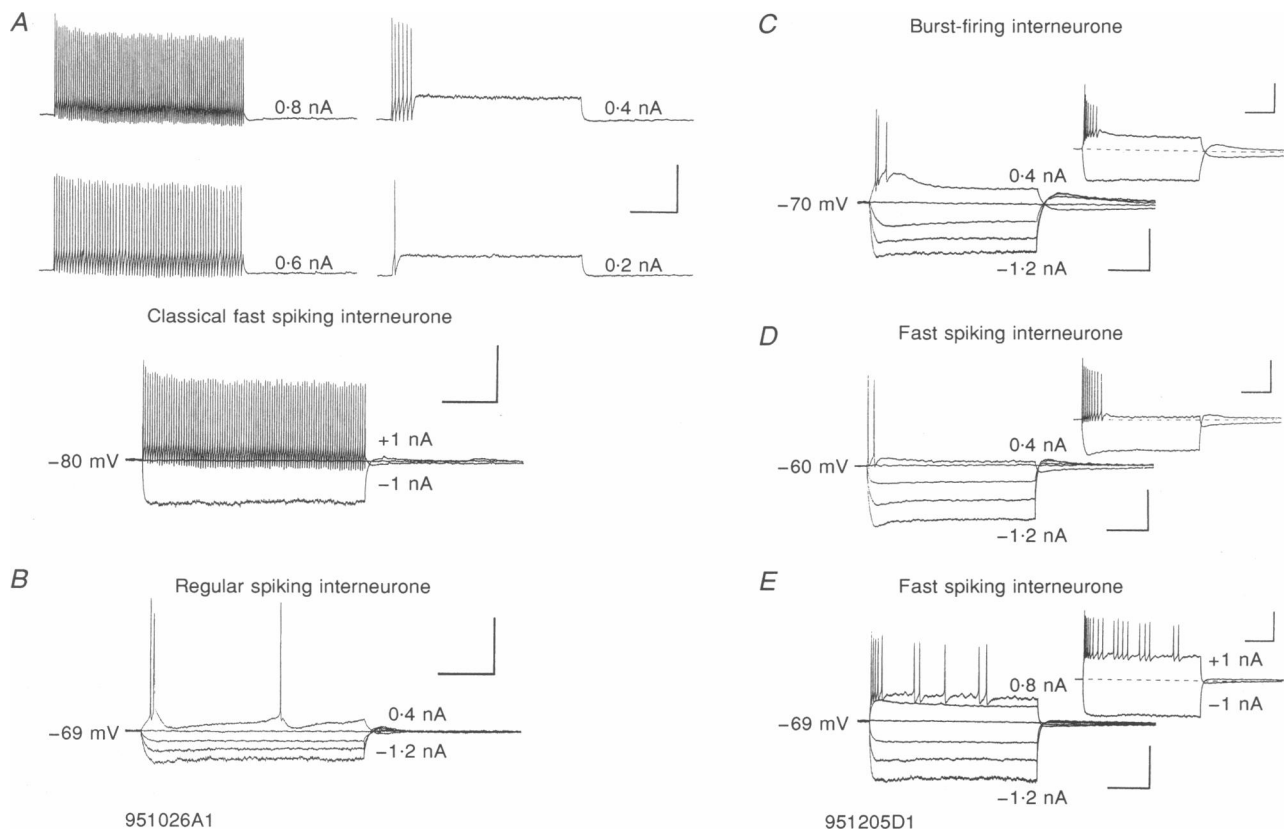 A
0·8 nA
0·4 nA
0·6 nA
0·2 nA
Classical fast spiking interneurone
+1 nA
−80 mV
−1 nA
B
Regular spiking interneurone
0·4 nA
−69 mV
−1·2 nA
951026A1
C
Burst-firing interneurone
0·4 nA
−70 mV
−1·2 nA
D
Fast spiking interneurone
0·4 nA
−60 mV
−1·2 nA
E
Fast spiking interneurone
+1 nA
0·8 nA
−1 nA
−69 mV
−1·2 nA
951205D1